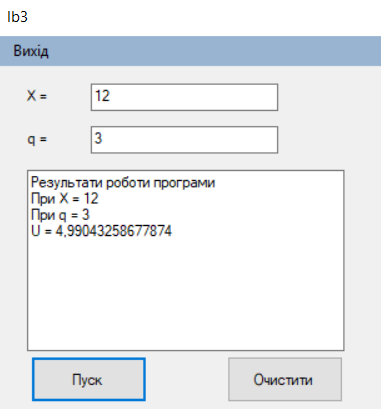 lb3
Вихід
X =
12
q =
3
Результати роботи програми
При X = 12
При q = 3
U = 4,99043258677874
Пуск
Очистити